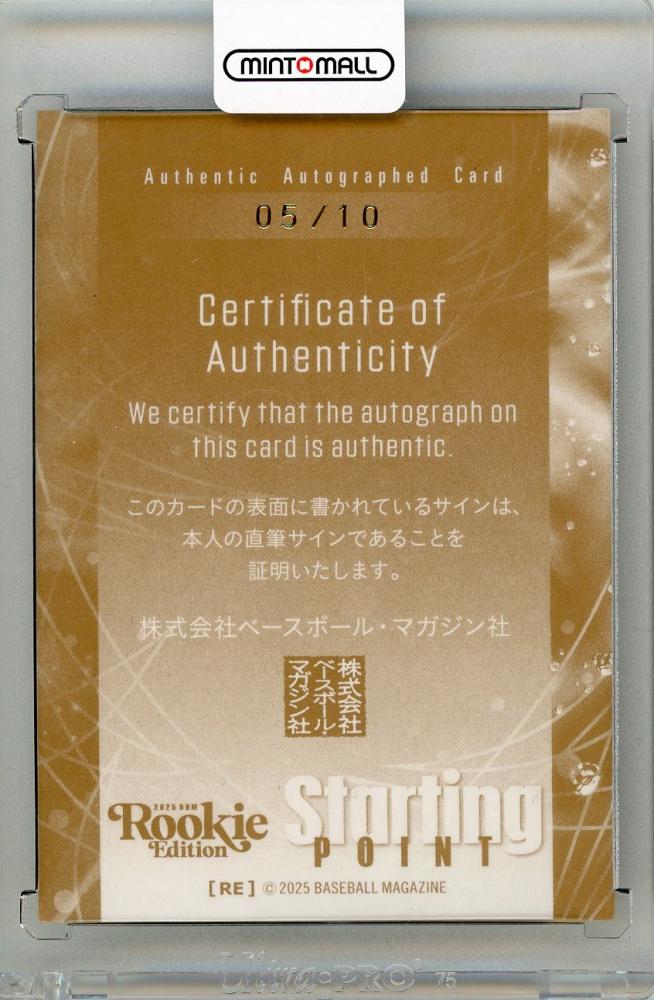 MINTMALL
Authentic Autographed Card
05/10
Certificate of
Authenticity
We certify that the autograph on
this card is authentic.
このカードの表面に書かれているサインは、
本人の直筆サインであることを
証明いたします。
株式会社ベースボール・マガジン社
株式会社
ベースボール・
マガジン社
2025 BBM
Rookie
Edition
Starting
POINT
[RE] © 2025 BASEBALL MAGAZINE
Ultra•PRO® 75